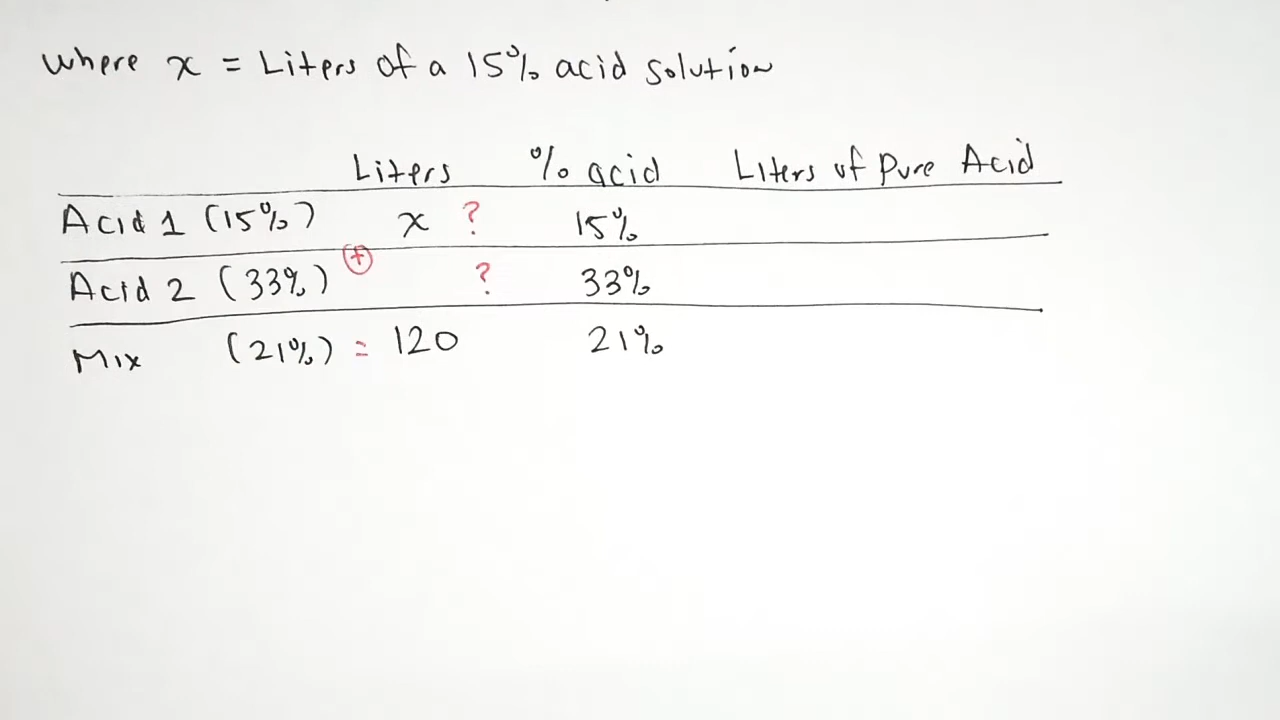 where x = Liters of a 15% acid solution
Liters % acid Liters of Pure Acid
Acid 1 (15%) x ? 15%
+
Acid 2 (33%) ? 33%
Mix (21%) = 120 21%